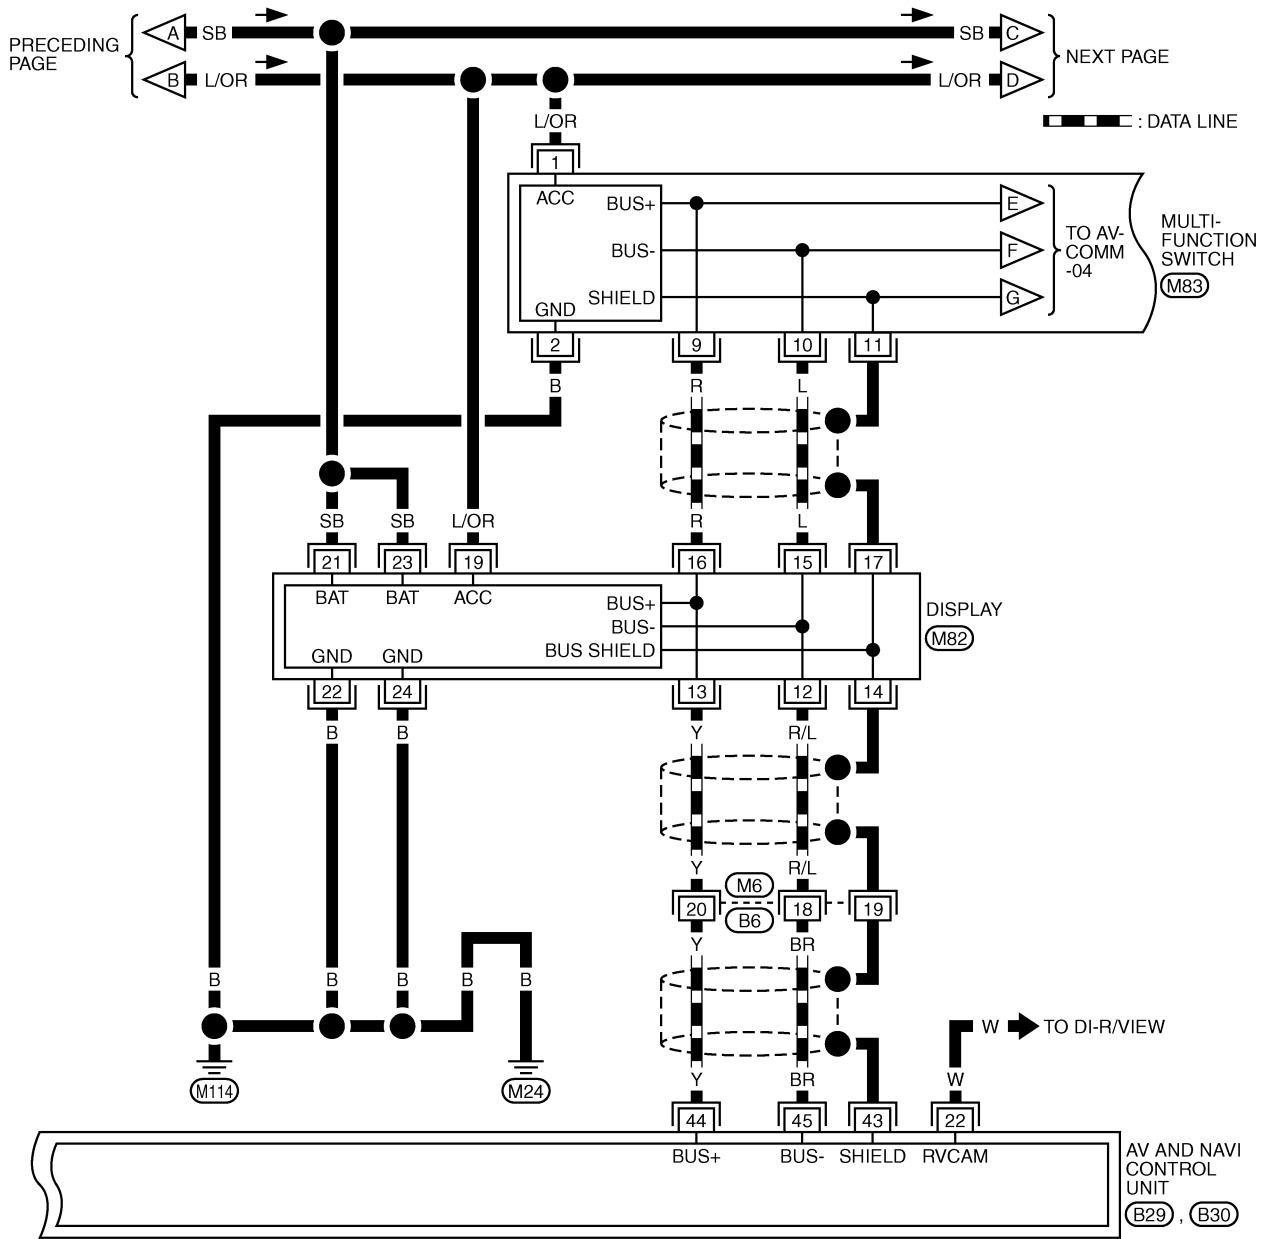 PRECEDING
PAGE
A SB SB C
B L/OR L/OR D
NEXT PAGE
: DATA LINE
L/OR
1
ACC
BUS+ E
BUS- F
SHIELD G
GND
TO AV-
COMM
-04
MULTI-
FUNCTION
SWITCH
M83
2 9 10 11
B R L
SB SB L/OR R L
21 23 19 16 15 17
BAT BAT ACC
BUS+
BUS-
BUS SHIELD
GND GND
DISPLAY
M82
22 24 13 12 14
B B Y R/L
Y R/L
M6
20 18 19
B6
Y BR
B B B B B
W TO DI-R/VIEW
M114 M24
Y BR W
44 45 43 22
BUS+ BUS- SHIELD RVCAM
AV AND NAVI
CONTROL
UNIT
B29 , B30